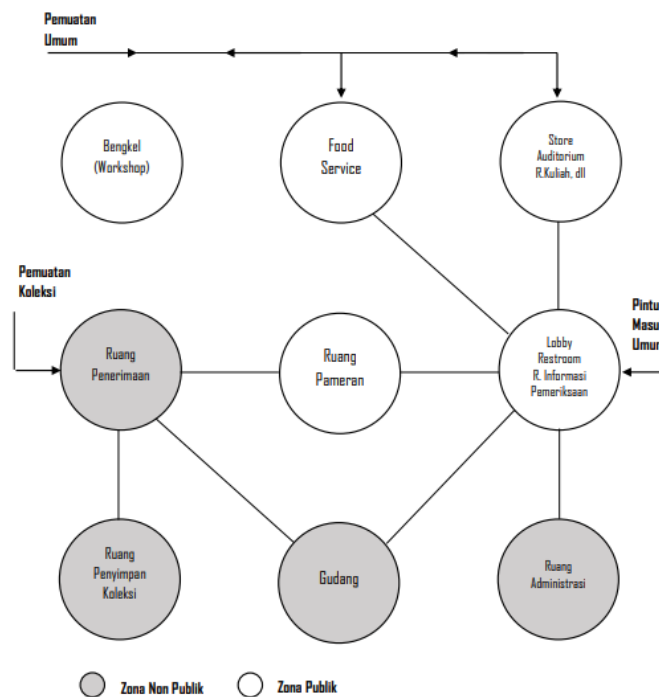 Pemuatan
Umum
Bengkel
(Workshop)
Food
Service
Store
Auditorium
R.Kuliah, dll
Pemuatan
Koleksi
Ruang
Penerimaan
Ruang
Pameran
Lobby
Restroom
R. Informasi
Pemeriksaan
Pintu
Masu
Umum
Ruang
Penyimpan
Koleksi
Gudang
Ruang
Administrasi
Zona Non Publik
Zona Publik